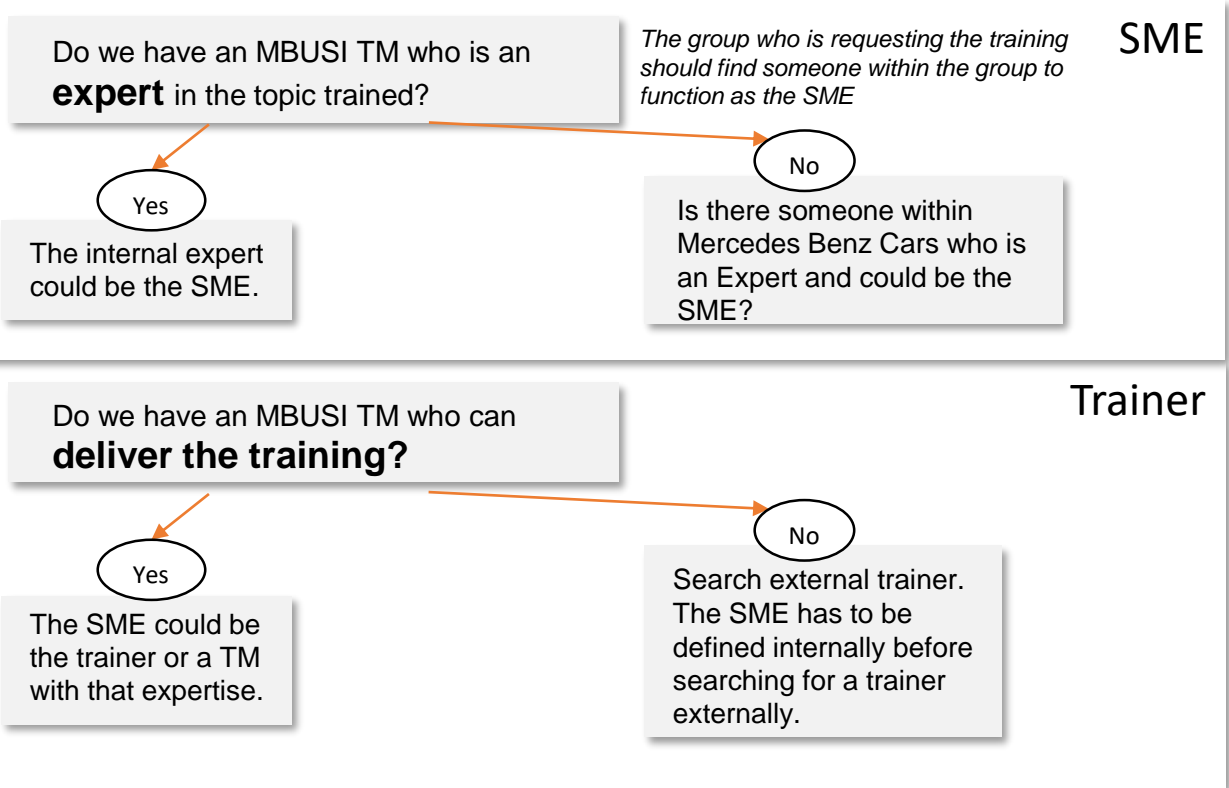 SME
Do we have an MBUSI TM who is an
expert in the topic trained?
The group who is requesting the training
should find someone within the group to
function as the SME
Yes
The internal expert
could be the SME.
No
Is there someone within
Mercedes Benz Cars who is
an Expert and could be the
SME?
Trainer
Do we have an MBUSI TM who can
deliver the training?
Yes
The SME could be
the trainer or a TM
with that expertise.
No
Search external trainer.
The SME has to be
defined internally before
searching for a trainer
externally.